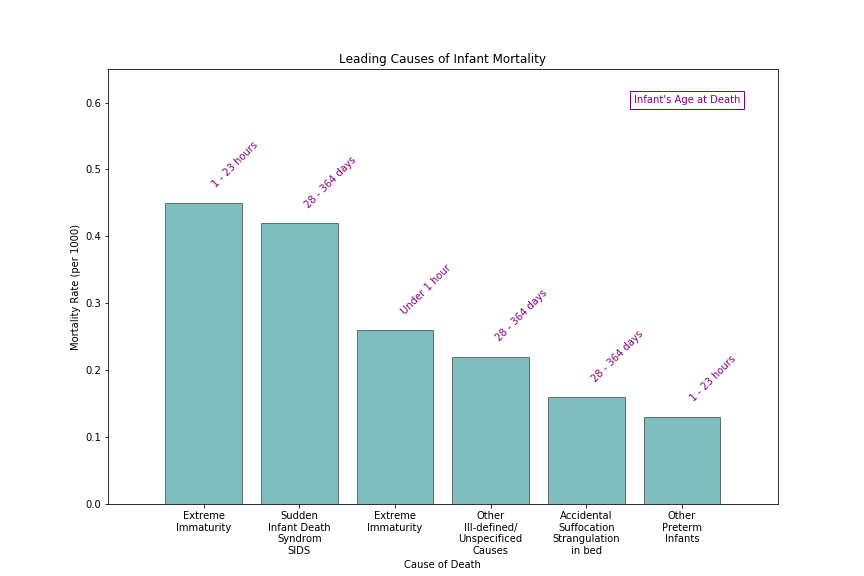 Leading Causes of Infant Mortality
Infant's Age at Death
Mortality Rate (per 1000)
0.6
0.5
0.4
0.3
0.2
0.1
0.0
1 - 23 hours
28 - 364 days
Under 1 hour
28 - 364 days
28 - 364 days
1 - 23 hours
Extreme
Immaturity
Sudden
Infant Death
Syndrom
SIDS
Extreme
Immaturity
Other
Ill-defined/
Unspecificed
Causes
Accidental
Suffocation
Strangulation
in bed
Other
Preterm
Infants
Cause of Death